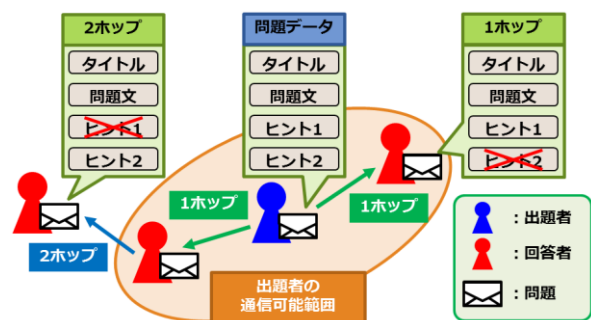 2ホップ
タイトル
問題文
ヒント1
ヒント2
問題データ
タイトル
問題文
ヒント1
ヒント2
1ホップ
タイトル
問題文
ヒント1
ヒント2
1ホップ
1ホップ
2ホップ
出題者の
通信可能範囲
:出題者
:回答者
:問題